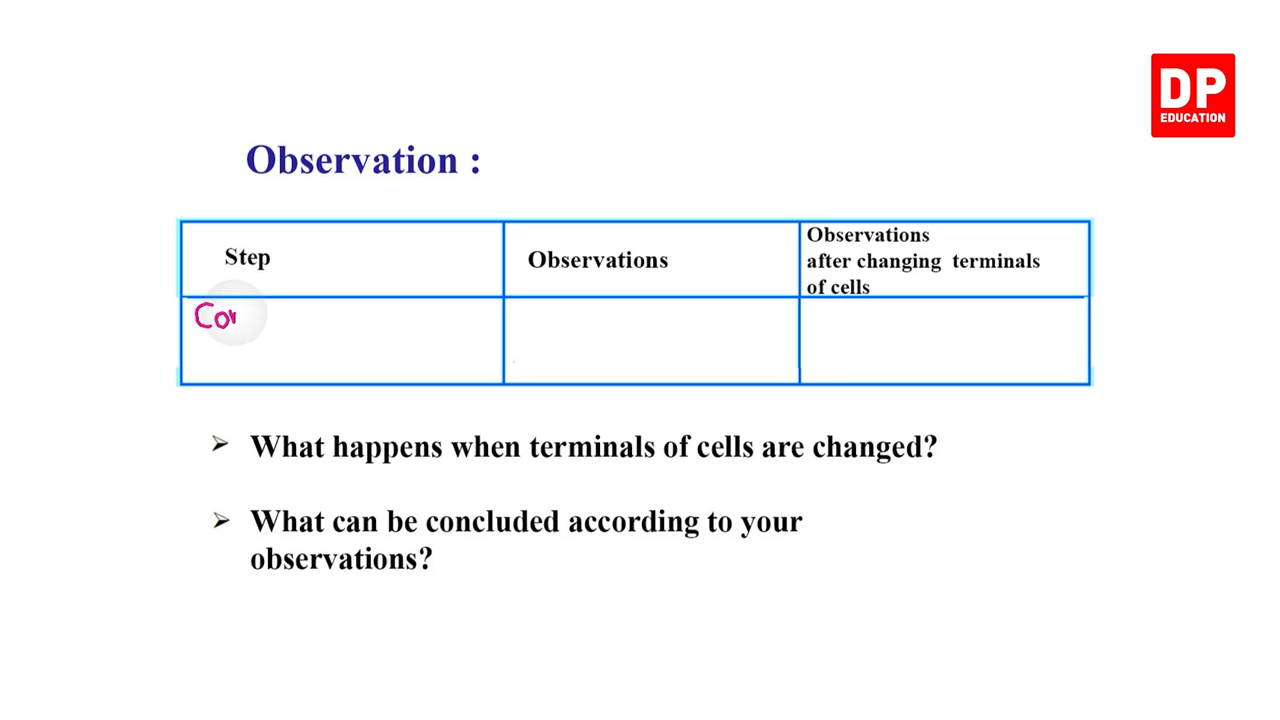 DP
EDUCATION
Observation :
Step
Observations
Observations
after changing terminals
of cells
Con
What happens when terminals of cells are changed?
What can be concluded according to your
observations?